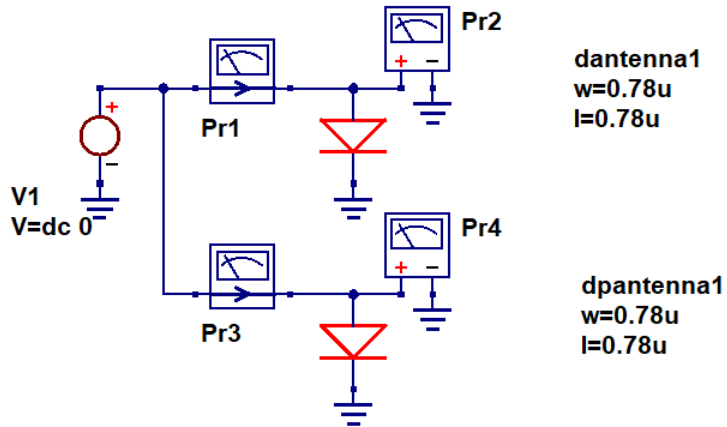 Pr2
dantenna1
w=0.78u
l=0.78u
+
−
+
Pr1
−
V1
V=dc 0
Pr4
+
−
dpantenna1
w=0.78u
l=0.78u
Pr3